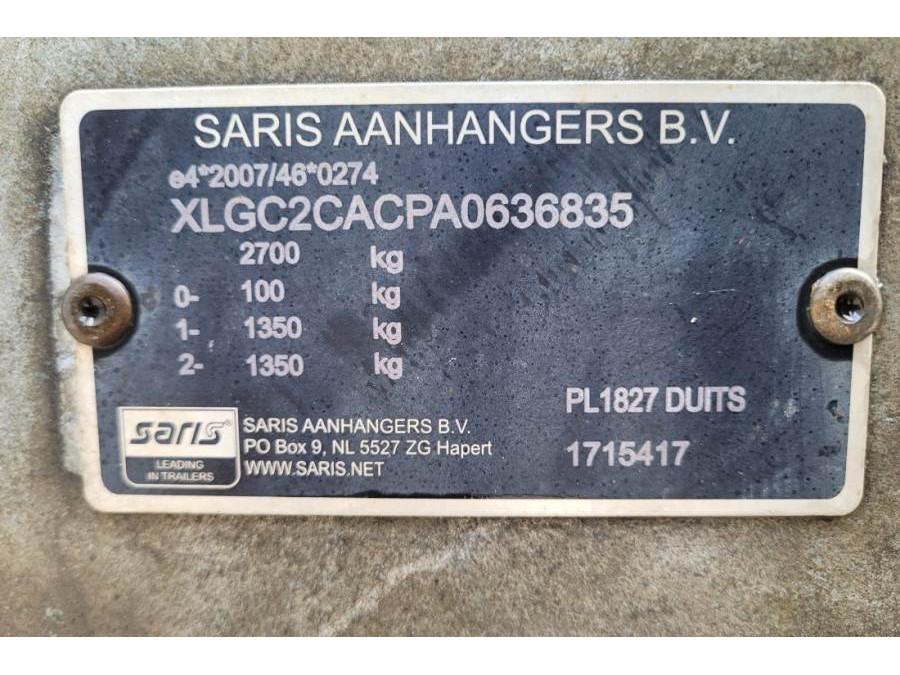 SARIS AANHANGERS B.V.
e4*2007/46*0274
XLGC2CACPA0636835
2700 kg
0- 100 kg
1- 1350 kg
2- 1350 kg
PL1827 DUITS
1715417
saris®
LEADING
IN TRAILERS
SARIS AANHANGERS B.V.
PO Box 9, NL 5527 ZG Hapert
WWW.SARIS.NET